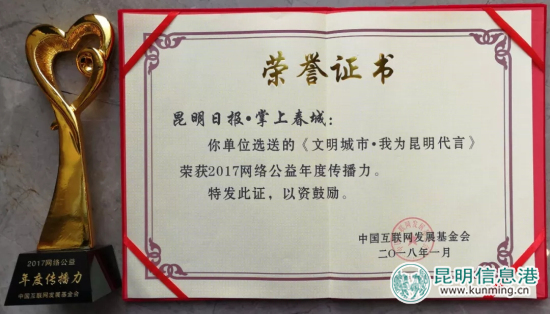 荣誉证书
昆明日报·掌上春城：
你单位选送的《文明城市·我为昆明代言》
荣获2017网络公益年度传播力。
特发此证，以资鼓励。
中国互联网发展基金会
二〇一八年一月
2017网络公益
年度传播力
中国互联网发展基金会
昆明信息港
www.kunming.cn